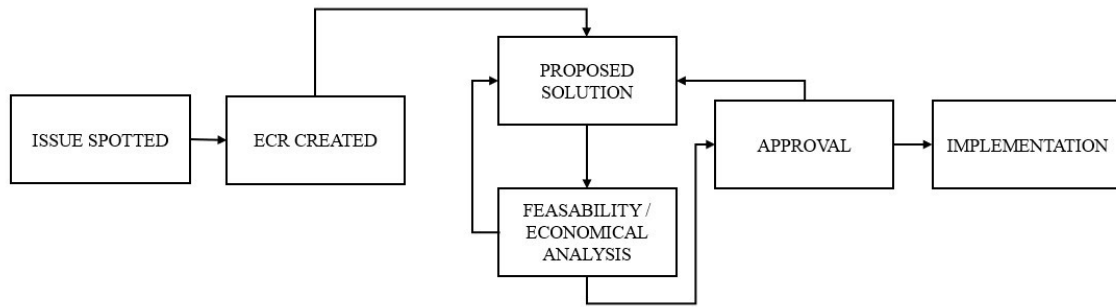 ISSUE SPOTTED
ECR CREATED
PROPOSED
SOLUTION
FEASABILITY /
ECONOMICAL
ANALYSIS
APPROVAL
IMPLEMENTATION